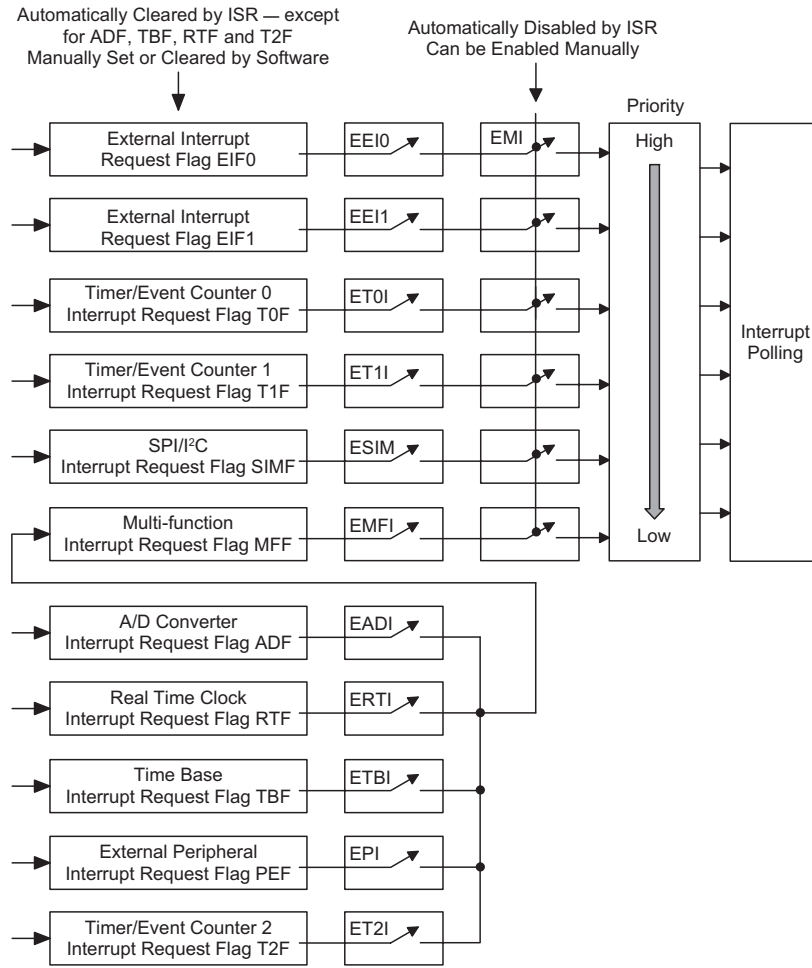 Automatically Cleared by ISR — except
for ADF, TBF, RTF and T2F
Manually Set or Cleared by Software
Automatically Disabled by ISR
Can be Enabled Manually
Priority
External Interrupt
Request Flag EIF0
EEI0
EMI
High
External Interrupt
Request Flag EIF1
EEI1
Timer/Event Counter 0
Interrupt Request Flag T0F
ET0I
Interrupt
Polling
Timer/Event Counter 1
Interrupt Request Flag T1F
ET1I
SPI/I²C
Interrupt Request Flag SIMF
ESIM
Multi-function
Interrupt Request Flag MFF
EMFI
Low
A/D Converter
Interrupt Request Flag ADF
EADI
Real Time Clock
Interrupt Request Flag RTF
ERTI
Time Base
Interrupt Request Flag TBF
ETBI
External Peripheral
Interrupt Request Flag PEF
EPI
Timer/Event Counter 2
Interrupt Request Flag T2F
ET2I